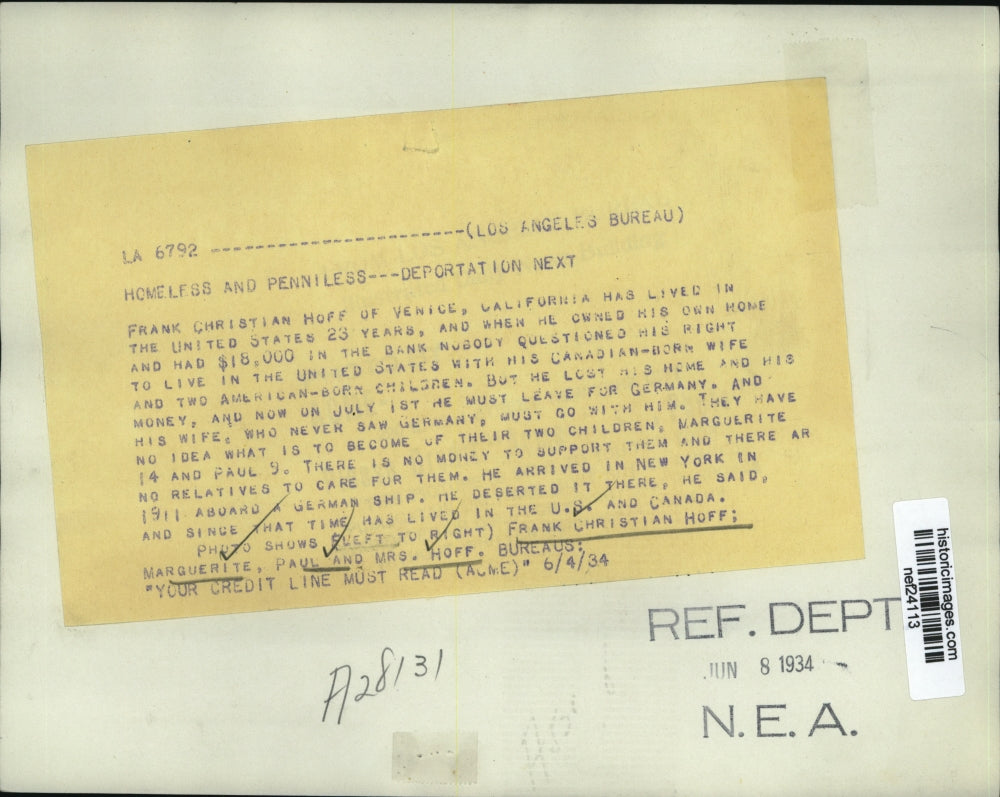 LA 6792 -----------------------(LOS ANGELES BUREAU)
HOMELESS AND PENNILESS---DEPORTATION NEXT
FRANK CHRISTIAN HOFF OF VENICE, CALIFORNIA HAS LIVED IN
THE UNITED STATES 23 YEARS, AND WHEN HE OWNED HIS OWN HOME
AND HAD $18,000 IN THE BANK NOBODY QUESTIONED HIS RIGHT
TO LIVE IN THE UNITED STATES WITH HIS CANADIAN-BORN WIFE
AND TWO AMERICAN-BORN CHILDREN. BUT HE LOST HIS HOME AND HIS
MONEY, AND NOW ON JULY 1ST HE MUST LEAVE FOR GERMANY. AND
HIS WIFE, WHO NEVER SAW GERMANY, MUST GO WITH HIM. THEY HAVE
NO IDEA WHAT IS TO BECOME OF THEIR TWO CHILDREN, MARGUERITE
14 AND PAUL 9. THERE IS NO MONEY TO SUPPORT THEM AND THERE AR
NO RELATIVES TO CARE FOR THEM. HE ARRIVED IN NEW YORK IN
1911 ABOARD A GERMAN SHIP. HE DESERTED IT THERE, HE SAID,
AND SINCE THAT TIME HAS LIVED IN THE U.S. AND CANADA.
PHOTO SHOWS (LEFT TO RIGHT) FRANK CHRISTIAN HOFF;
MARGUERITE, PAUL AND MRS. HOFF. BUREAUS:
"YOUR CREDIT LINE MUST READ (ACME)" 6/4/34
historicimages.com
nef24113
REF. DEPT
JUN 8 1934
N.E.A.
A28131